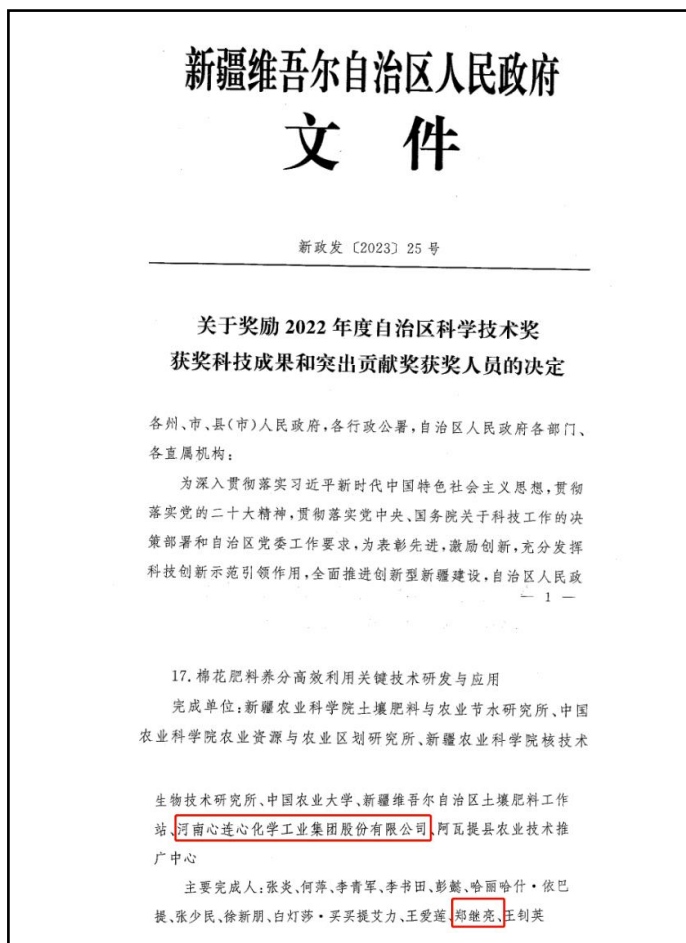 新疆维吾尔自治区人民政府
文 件
新政发〔2023〕25 号
关于奖励 2022 年度自治区科学技术奖
获奖科技成果和突出贡献奖获奖人员的决定
各州、市、县(市)人民政府,各行政公署,自治区人民政府各部门、
各直属机构:
为深入贯彻落实习近平新时代中国特色社会主义思想,贯彻
落实党的二十大精神,贯彻落实党中央、国务院关于科技工作的决
策部署和自治区党委工作要求,为表彰先进,激励创新,充分发挥
科技创新示范引领作用,全面推进创新型新疆建设,自治区人民政
— 1 —
17. 棉花肥料养分高效利用关键技术研发与应用
完成单位:新疆农业科学院土壤肥料与农业节水研究所、中国
农业科学院农业资源与农业区划研究所、新疆农业科学院核技术
生物技术研究所、中国农业大学、新疆维吾尔自治区土壤肥料工作
站、河南心连心化学工业集团股份有限公司、阿瓦提县农业技术推
广中心
主要完成人:张炎、何萍、李青军、李书田、彭懿、哈丽哈什·依巴
提、张少民、徐新朋、白灯莎·买买提艾力、王爱莲、郑继亮、王钊英